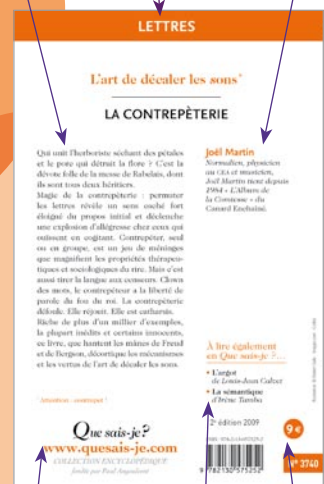 LETTRES
L'art de décaler les sons*
LA CONTREPÈTERIE
Qui unit l'herboriste séchant des pétales
et le porc qui détruit la flore ? C'est la
dévote folle de la messe de Rabelais, dont
ils sont tous deux héritiers.
Magie de la contrepèterie : permuter
les lettres révèle un sens caché fort
éloigné du propos initial et déclenche
une explosion d'allégresse chez ceux qui
ouïssent en cogitant. Contrepéter, seul
ou en groupe, est un jeu de méninges
que magnifient les propriétés thérapeu-
tiques et sociologiques du rire. Mais c'est
aussi tirer la langue aux censeurs. Clown
des mots, le contrepéteur a la liberté de
parole du fou du roi. La contrepèterie
défoule. Elle réjouit. Elle est catharsis.
Riche de plus d'un millier d'exemples,
la plupart inédits et certains innocents,
ce livre, que hantent les mânes de Freud
et de Bergson, décortique les mécanismes
et les vertus de l'art de décaler les sons.
* Attention : contrepet !
Joël Martin
Normalien, physicien
au CEA et musicien,
Joël Martin tient depuis
1984 « L'Album de
la Comtesse » du
Canard Enchaîné.
À lire également
en Que sais-je ?...
• L'argot
de Louis-Jean Calvet
• La sémantique
d'Irène Tamba
Que sais-je?
www.quesais-je.com
COLLECTION ENCYCLOPÉDIQUE
fondée par Paul Angoulvent
2e édition 2009
9 782130 575252
9 €
N° 3740